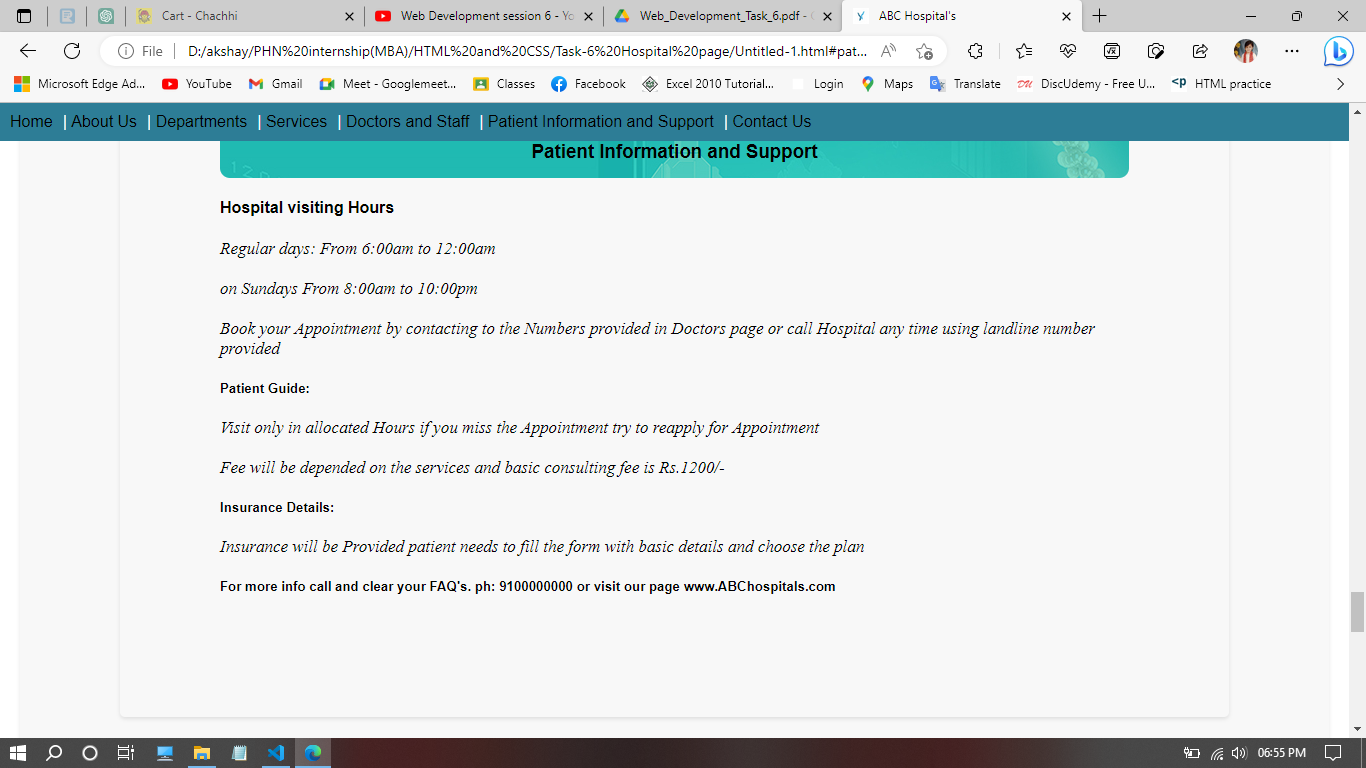 Cart - Chachhi
Web Development session 6 - Yo
Web_Development_Task_6.pdf - G
ABC Hospital's
File
D:/akshay/PHN%20internship(MBA)/HTML%20and%20CSS/Task-6%20Hospital%20page/Untitled-1.html#pat...
Microsoft Edge Ad... YouTube Gmail Meet - Googlemeet... Classes Facebook Excel 2010 Tutorial... Login Maps Translate DiscUdemy - Free U... HTML practice
Home | About Us | Departments | Services | Doctors and Staff | Patient Information and Support | Contact Us
Patient Information and Support
Hospital visiting Hours
Regular days: From 6:00am to 12:00am
on Sundays From 8:00am to 10:00pm
Book your Appointment by contacting to the Numbers provided in Doctors page or call Hospital any time using landline number
provided
Patient Guide:
Visit only in allocated Hours if you miss the Appointment try to reapply for Appointment
Fee will be depended on the services and basic consulting fee is Rs.1200/-
Insurance Details:
Insurance will be Provided patient needs to fill the form with basic details and choose the plan
For more info call and clear your FAQ's. ph: 9100000000 or visit our page www.ABChospitals.com
06:55 PM